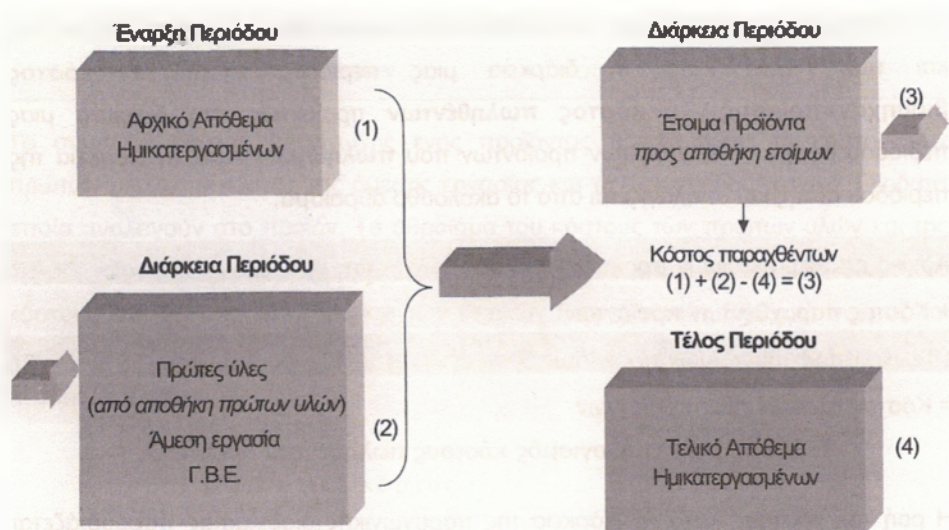 Έναρξη Περιόδου
Αρχικό Απόθεμα
Ημικατεργασμένων
(1)
Διάρκεια Περιόδου
Πρώτες ύλες
(από αποθήκη πρώτων υλών)
Άμεση εργασία
Γ.Β.Ε.
(2)
Διάρκεια Περιόδου
Έτοιμα Προϊόντα
προς αποθήκη ετοίμων
(3)
Κόστος παραχθέντων
(1) + (2) - (4) = (3)
Τέλος Περιόδου
Τελικό Απόθεμα
Ημικατεργασμένων
(4)